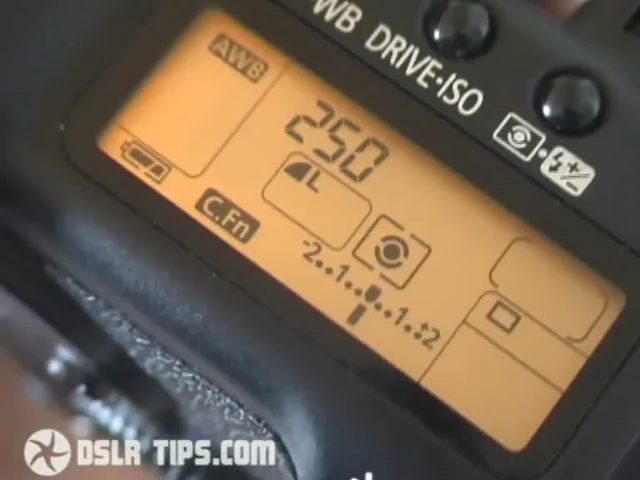 WB DRIVE·ISO
AWB
250
L
C.Fn
-2..1..▼..1..+2
DSLR TIPS.COM